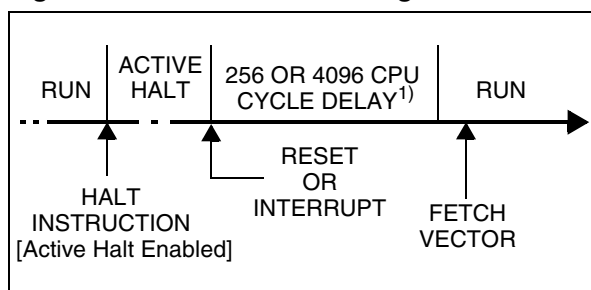 RUN
ACTIVE
HALT
256 OR 4096 CPU
CYCLE DELAY1)
RUN
HALT
INSTRUCTION
[Active Halt Enabled]
RESET
OR
INTERRUPT
FETCH
VECTOR